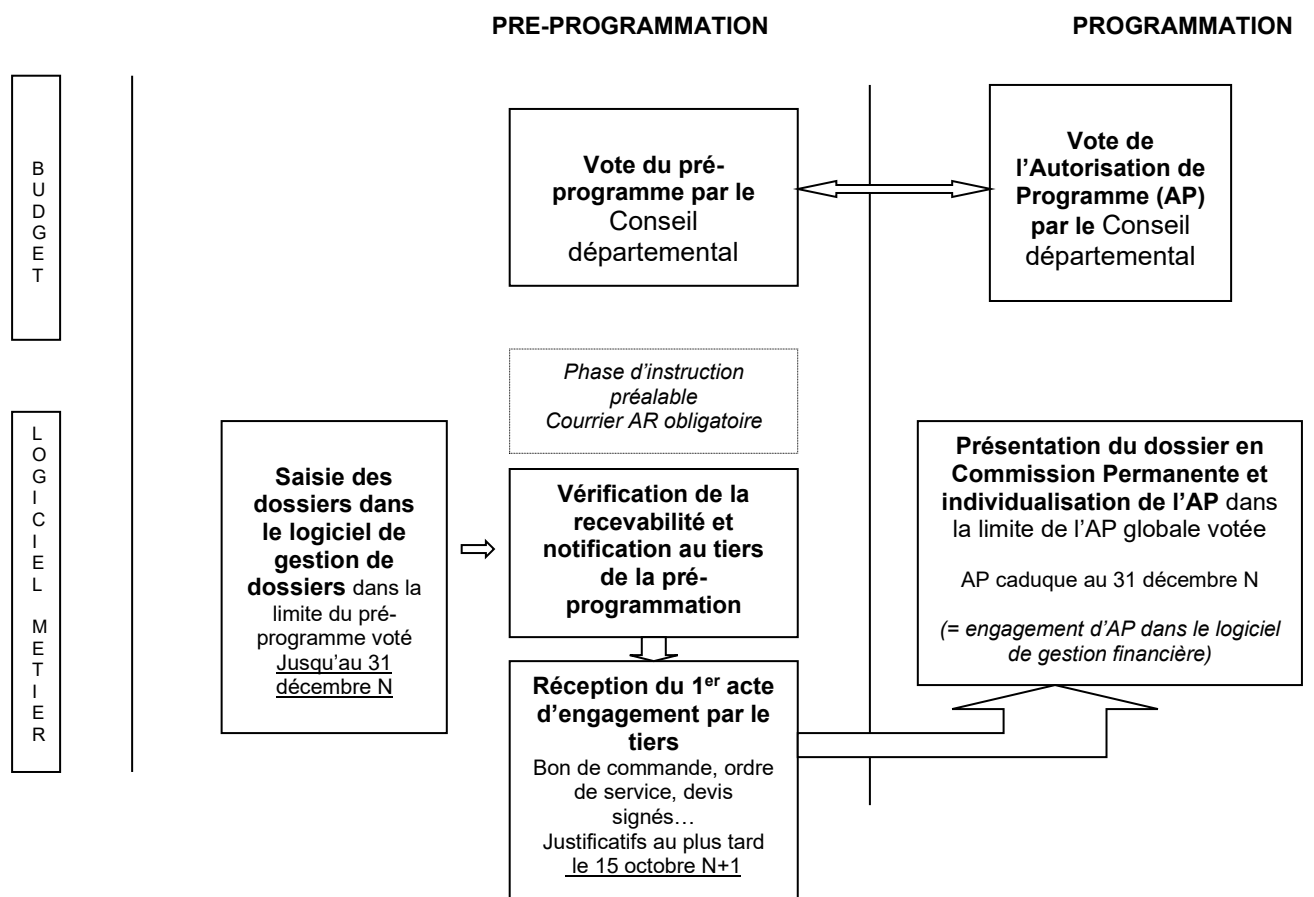 PRE-PROGRAMMATION
PROGRAMMATION
B
U
D
G
E
T
Vote du pré-
programme par le
Conseil
départemental
Vote de
l’Autorisation de
Programme (AP)
par le Conseil
départemental
Phase d’instruction
préalable
Courrier AR obligatoire
L
O
G
I
C
I
E
L
M
E
T
I
E
R
Saisie des
dossiers dans
le logiciel de
gestion de
dossiers dans la
limite du pré-
programme voté
Jusqu’au 31
décembre N
Vérification de la
recevabilité et
notification au tiers
de la pré-
programmation
Réception du 1er acte
d’engagement par le
tiers
Bon de commande, ordre
de service, devis
signés…
Justificatifs au plus tard
le 15 octobre N+1
Présentation du dossier en
Commission Permanente et
individualisation de l’AP dans
la limite de l’AP globale votée
AP caduque au 31 décembre N
(= engagement d’AP dans le logiciel
de gestion financière)